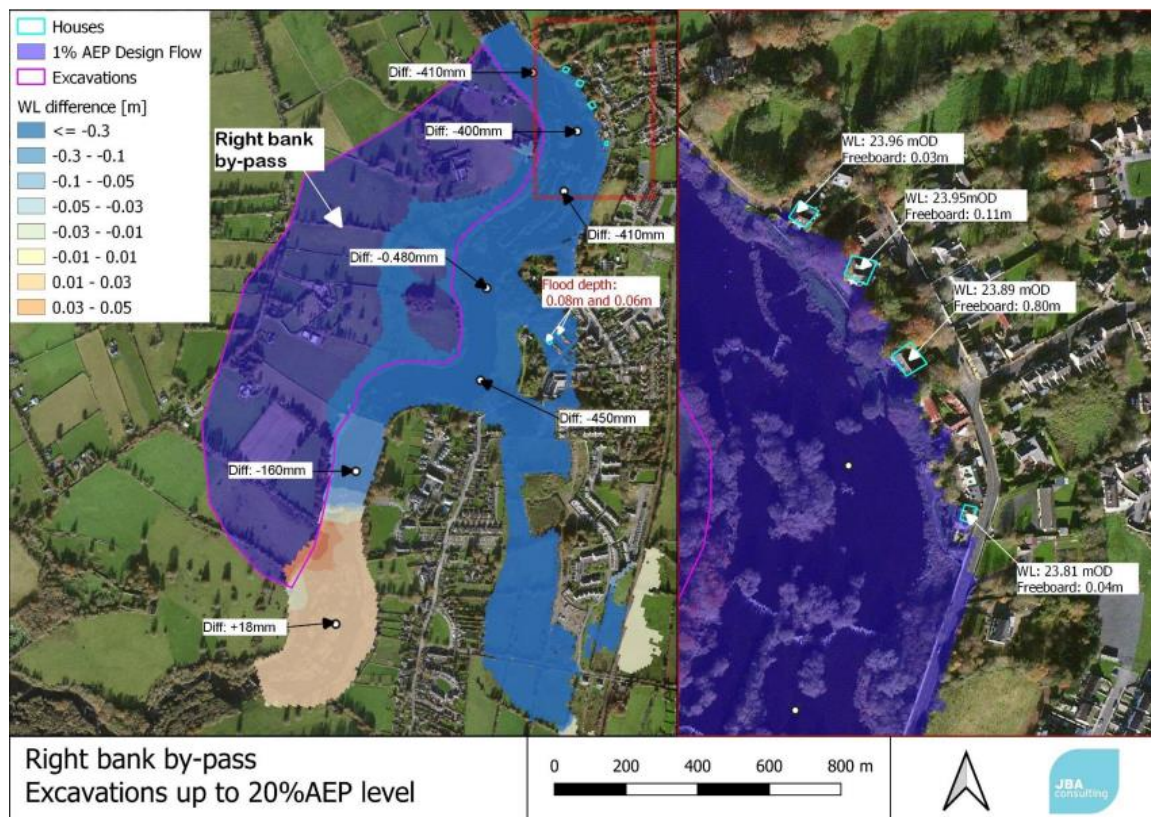 Houses
1% AEP Design Flow
Excavations
WL difference [m]
<= -0.3
-0.3 - -0.1
-0.1 - -0.05
-0.05 - -0.03
-0.03 - -0.01
-0.01 - 0.01
0.01 - 0.03
0.03 - 0.05
Right bank
by-pass
Diff: -410mm
Diff: -400mm
Diff: -410mm
Diff: -0.480mm
Flood depth:
0.08m and 0.06m
Diff: -450mm
Diff: -160mm
Diff: +18mm
WL: 23.96 mOD
Freeboard: 0.03m
WL: 23.95mOD
Freeboard: 0.11m
WL: 23.89 mOD
Freeboard: 0.80m
WL: 23.81 mOD
Freeboard: 0.04m
Right bank by-pass
Excavations up to 20%AEP level
0 200 400 600 800 m
JBA
consulting